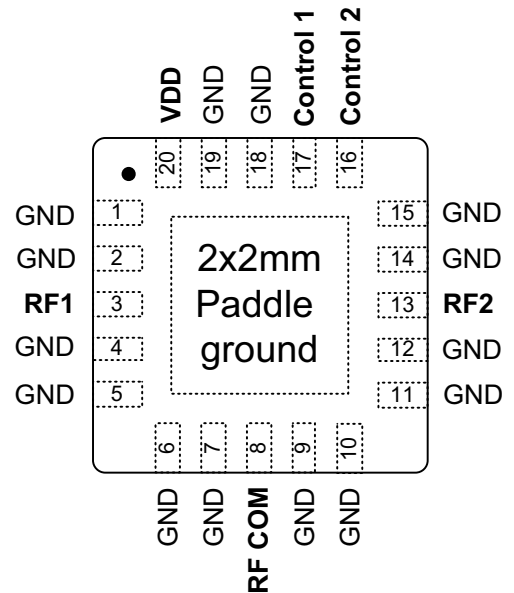 VDD
GND
GND
Control 1
Control 2
20
19
18
17
16
GND 1
GND 2
RF1 3
GND 4
GND 5
2x2mm
Paddle
ground
15 GND
14 GND
13 RF2
12 GND
11 GND
6
7
8
9
10
GND
GND
RF COM
GND
GND